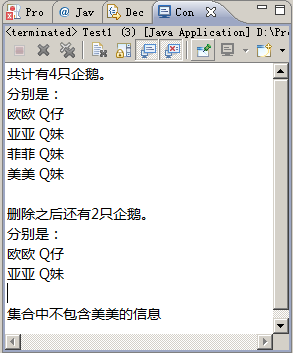 Pro @ Jav Dec Con
<terminated> Test1 (3) [Java Application] D:\Pro
共计有4只企鹅。
分别是：
欧欧 Q仔
亚亚 Q妹
菲菲 Q妹
美美 Q妹
删除之后还有2只企鹅。
分别是：
欧欧 Q仔
亚亚 Q妹
集合中不包含美美的信息